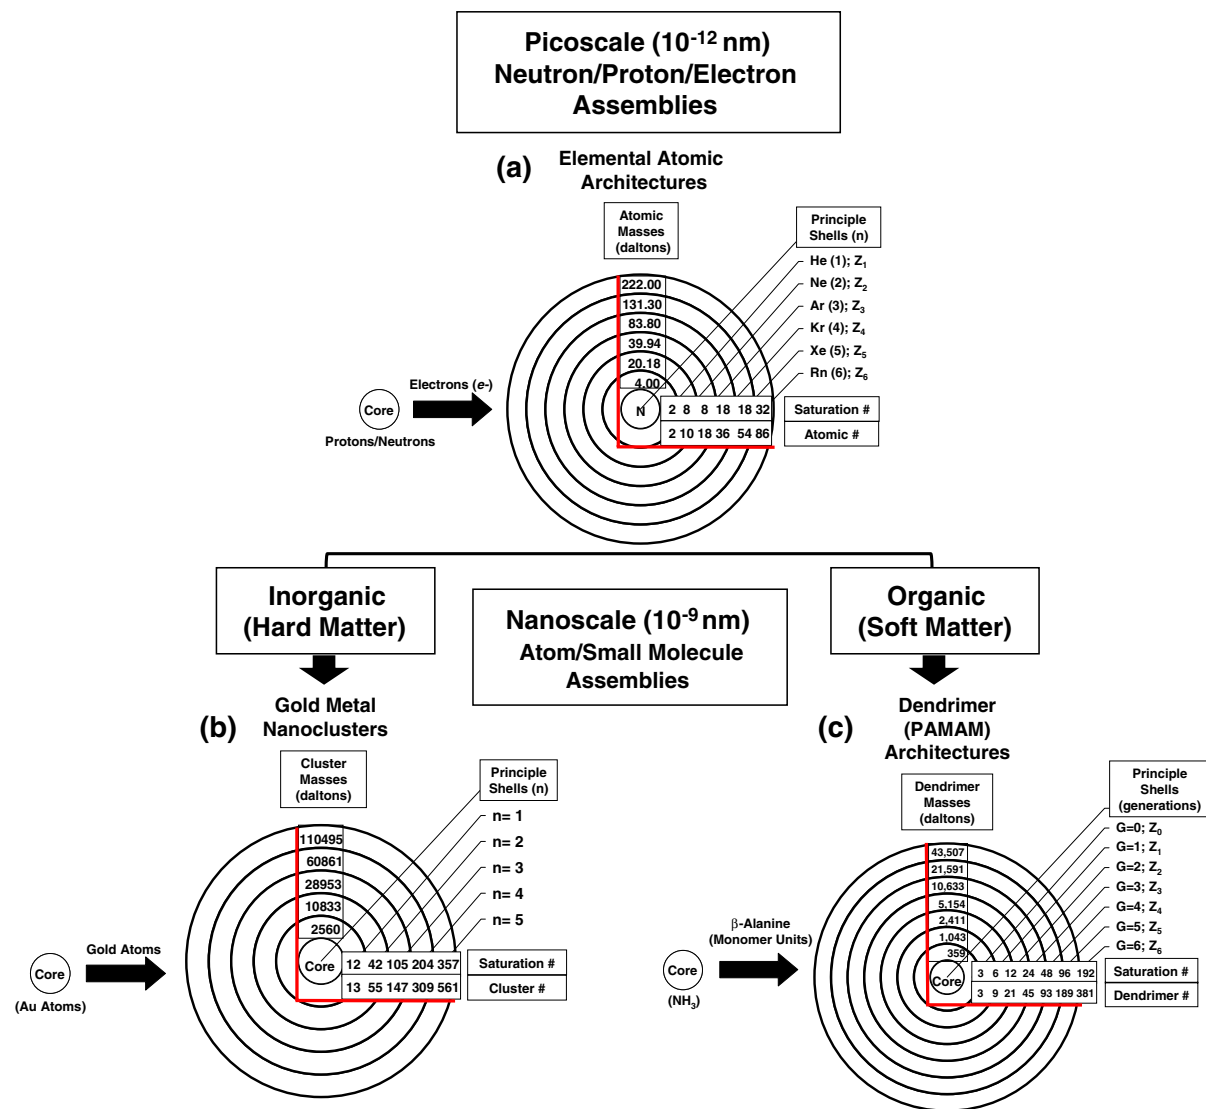 Picoscale (10⁻¹² nm)
Neutron/Proton/Electron
Assemblies
(a)
Elemental Atomic
Architectures
Atomic
Masses
(daltons)
Principle
Shells (n)
He (1); Z₁
Ne (2); Z₂
Ar (3); Z₃
Kr (4); Z₄
Xe (5); Z₅
Rn (6); Z₆
222.00
131.30
83.80
39.94
20.18
4.00
Core
Protons/Neutrons
Electrons (e-)
N
2 8 8 18 18 32
Saturation #
2 10 18 36 54 86
Atomic #
Inorganic
(Hard Matter)
Nanoscale (10⁻⁹ nm)
Atom/Small Molecule
Assemblies
Organic
(Soft Matter)
(b)
Gold Metal
Nanoclusters
Cluster
Masses
(daltons)
Principle
Shells (n)
n= 1
n= 2
n= 3
n= 4
n= 5
110495
60861
28953
10833
2560
Core
(Au Atoms)
Gold Atoms
Core
12 42 105 204 357
Saturation #
13 55 147 309 561
Cluster #
(c)
Dendrimer
(PAMAM)
Architectures
Dendrimer
Masses
(daltons)
Principle
Shells
(generations)
G=0; Z₀
G=1; Z₁
G=2; Z₂
G=3; Z₃
G=4; Z₄
G=5; Z₅
G=6; Z₆
43,507
21,591
10,633
5,154
2,411
1,043
359
Core
(NH₃)
β-Alanine
(Monomer Units)
Core
3 6 12 24 48 96 192
Saturation #
3 9 21 45 93 189 381
Dendrimer #